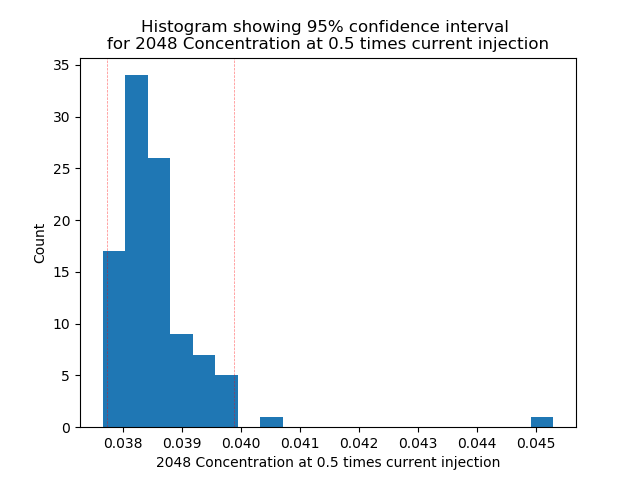 Histogram showing 95% confidence interval
for 2048 Concentration at 0.5 times current injection
35
30
25
20
15
10
5
0
Count
0.038 0.039 0.040 0.041 0.042 0.043 0.044 0.045
2048 Concentration at 0.5 times current injection